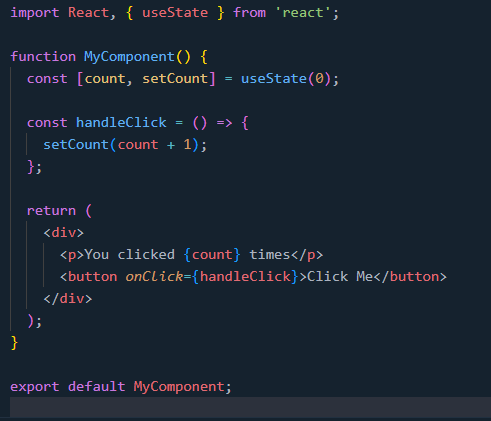 import React, { useState } from 'react';

function MyComponent() {
  const [count, setCount] = useState(0);

  const handleClick = () => {
    setCount(count + 1);
  };

  return (
    <div>
      <p>You clicked {count} times</p>
      <button onClick={handleClick}>Click Me</button>
    </div>
  );
}

export default MyComponent;